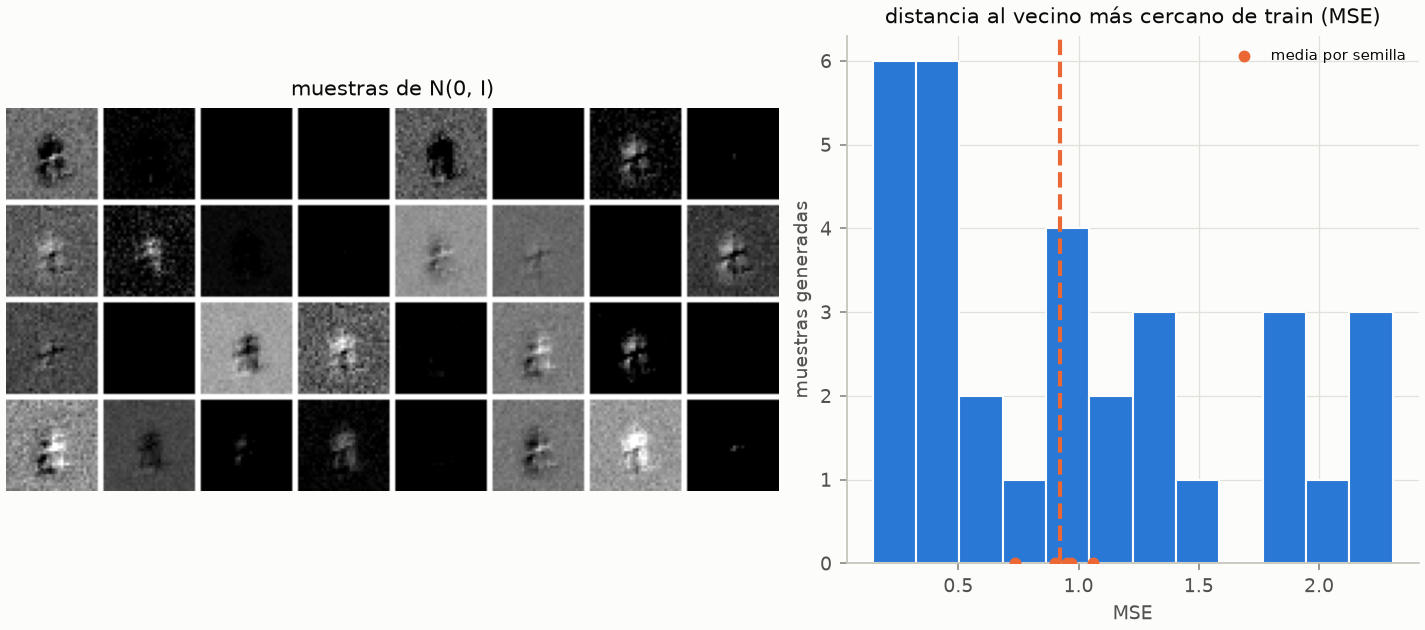 muestras de N(0, I)
distancia al vecino más cercano de train (MSE)
media por semilla
muestras generadas
6
5
4
3
2
1
0
0.5
1.0
1.5
2.0
MSE